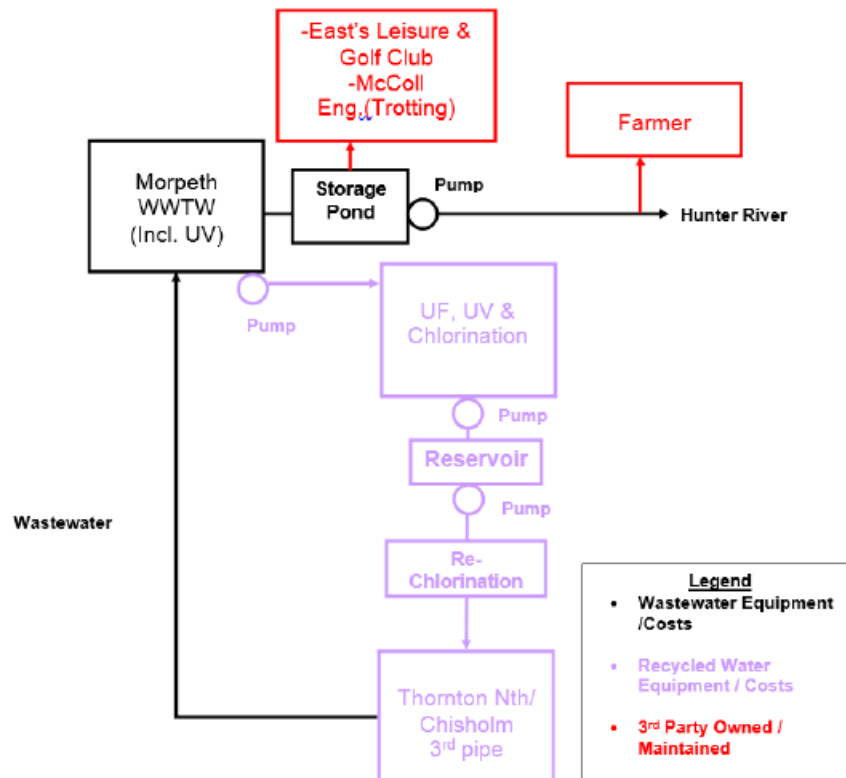 -East's Leisure &
Golf Club
-McColl
Eng.(Trotting)
Farmer
Morpeth
WWTW
(Incl. UV)
Storage
Pond
Pump
Hunter River
Pump
UF, UV &
Chlorination
Pump
Reservoir
Pump
Wastewater
Re-
Chlorination
Thornton Nth/
Chisholm
3rd pipe
Legend
• Wastewater Equipment
/Costs
• Recycled Water
Equipment / Costs
• 3rd Party Owned /
Maintained